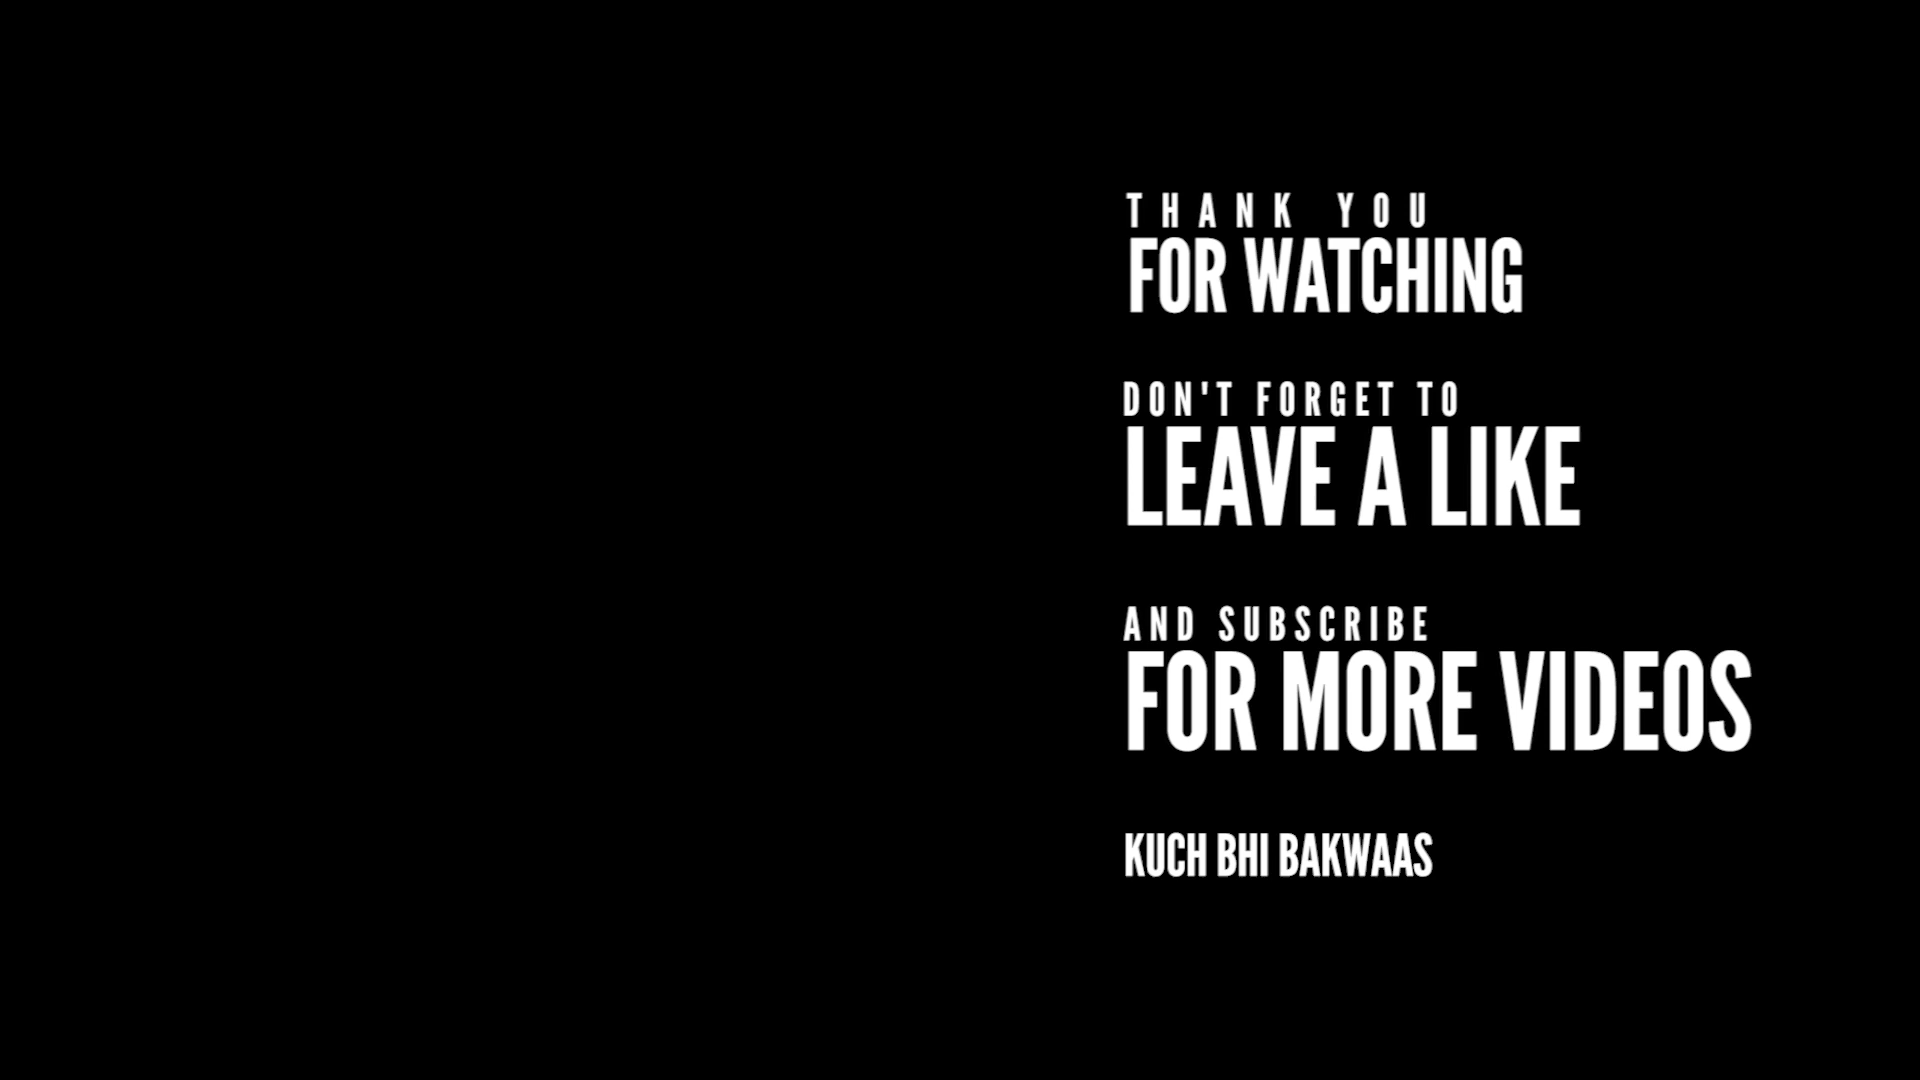 THANK YOU
FOR WATCHING
DON'T FORGET TO
LEAVE A LIKE
AND SUBSCRIBE
FOR MORE VIDEOS
KUCH BHI BAKWAAS